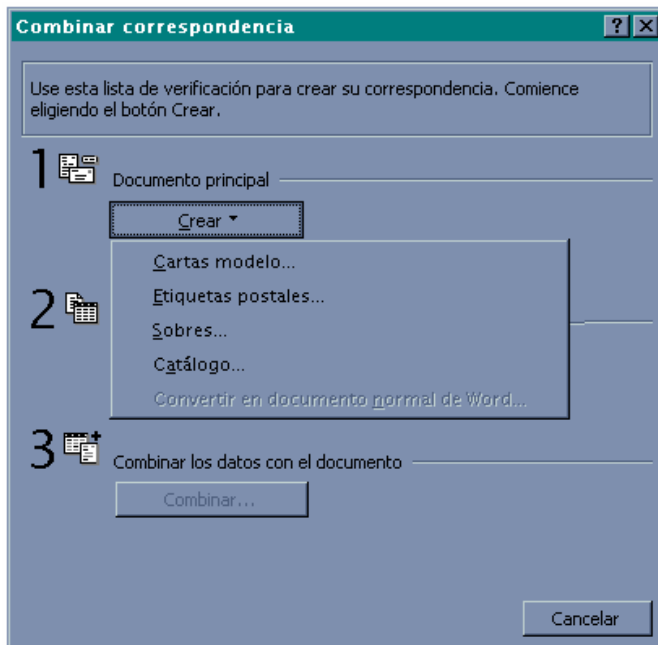 Combinar correspondencia
Use esta lista de verificación para crear su correspondencia. Comience
eligiendo el botón Crear.
1
Documento principal
Crear
Cartas modelo...
Etiquetas postales...
2
Sobres...
Catálogo...
Convertir en documento normal de Word...
3
Combinar los datos con el documento
Combinar...
Cancelar